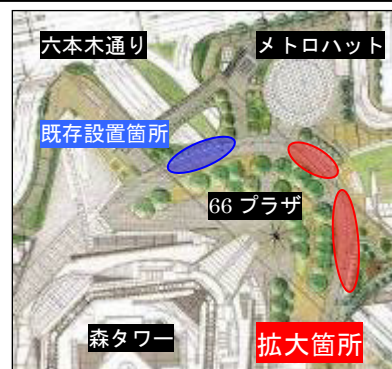 六本木通り
メトロハット
既存設置箇所
66 プラザ
森タワー
拡大箇所